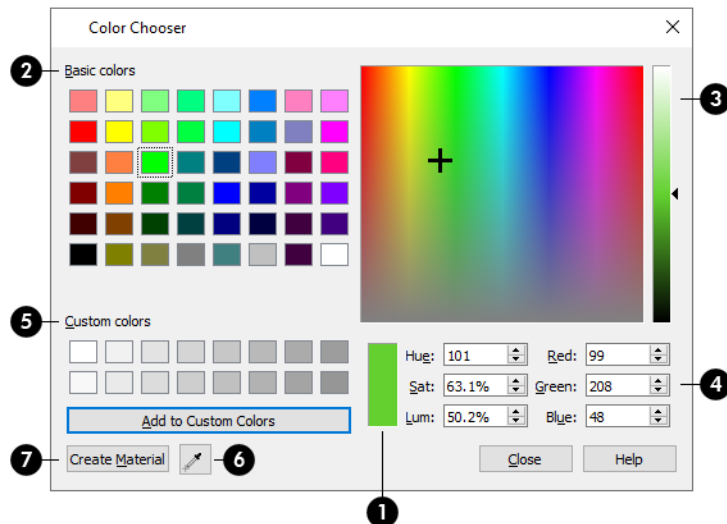 Color Chooser
2 Basic colors
3
5 Custom colors
Hue: 101 Red: 99
Sat: 63.1% Green: 208 4
Lum: 50.2% Blue: 48
Add to Custom Colors
7 Create Material 6 Close Help
1